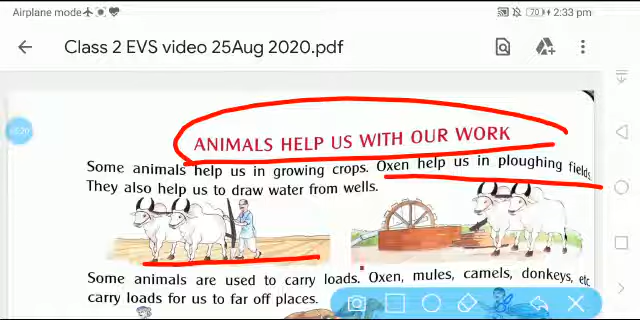 Airplane mode 70 2:33 pm
Class 2 EVS video 25Aug 2020.pdf
ANIMALS HELP US WITH OUR WORK
Some animals help us in growing crops. Oxen help us in ploughing fields.
They also help us to draw water from wells.
Some animals are used to carry loads. Oxen, mules, camels, donkeys, etc
carry loads for us to far off places.